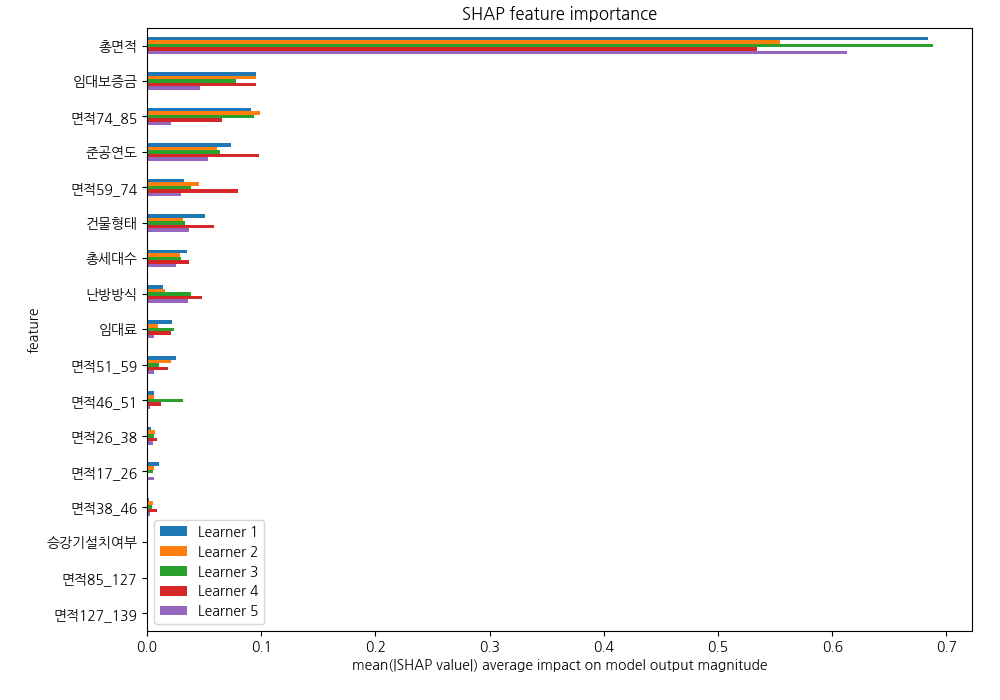 SHAP feature importance
총면적
임대보증금
면적74_85
준공연도
면적59_74
건물형태
총세대수
난방방식
임대료
면적51_59
면적46_51
면적26_38
면적17_26
면적38_46
승강기설치여부
면적85_127
면적127_139
feature
Learner 1
Learner 2
Learner 3
Learner 4
Learner 5
0.0 0.1 0.2 0.3 0.4 0.5 0.6 0.7
mean(|SHAP value|) average impact on model output magnitude